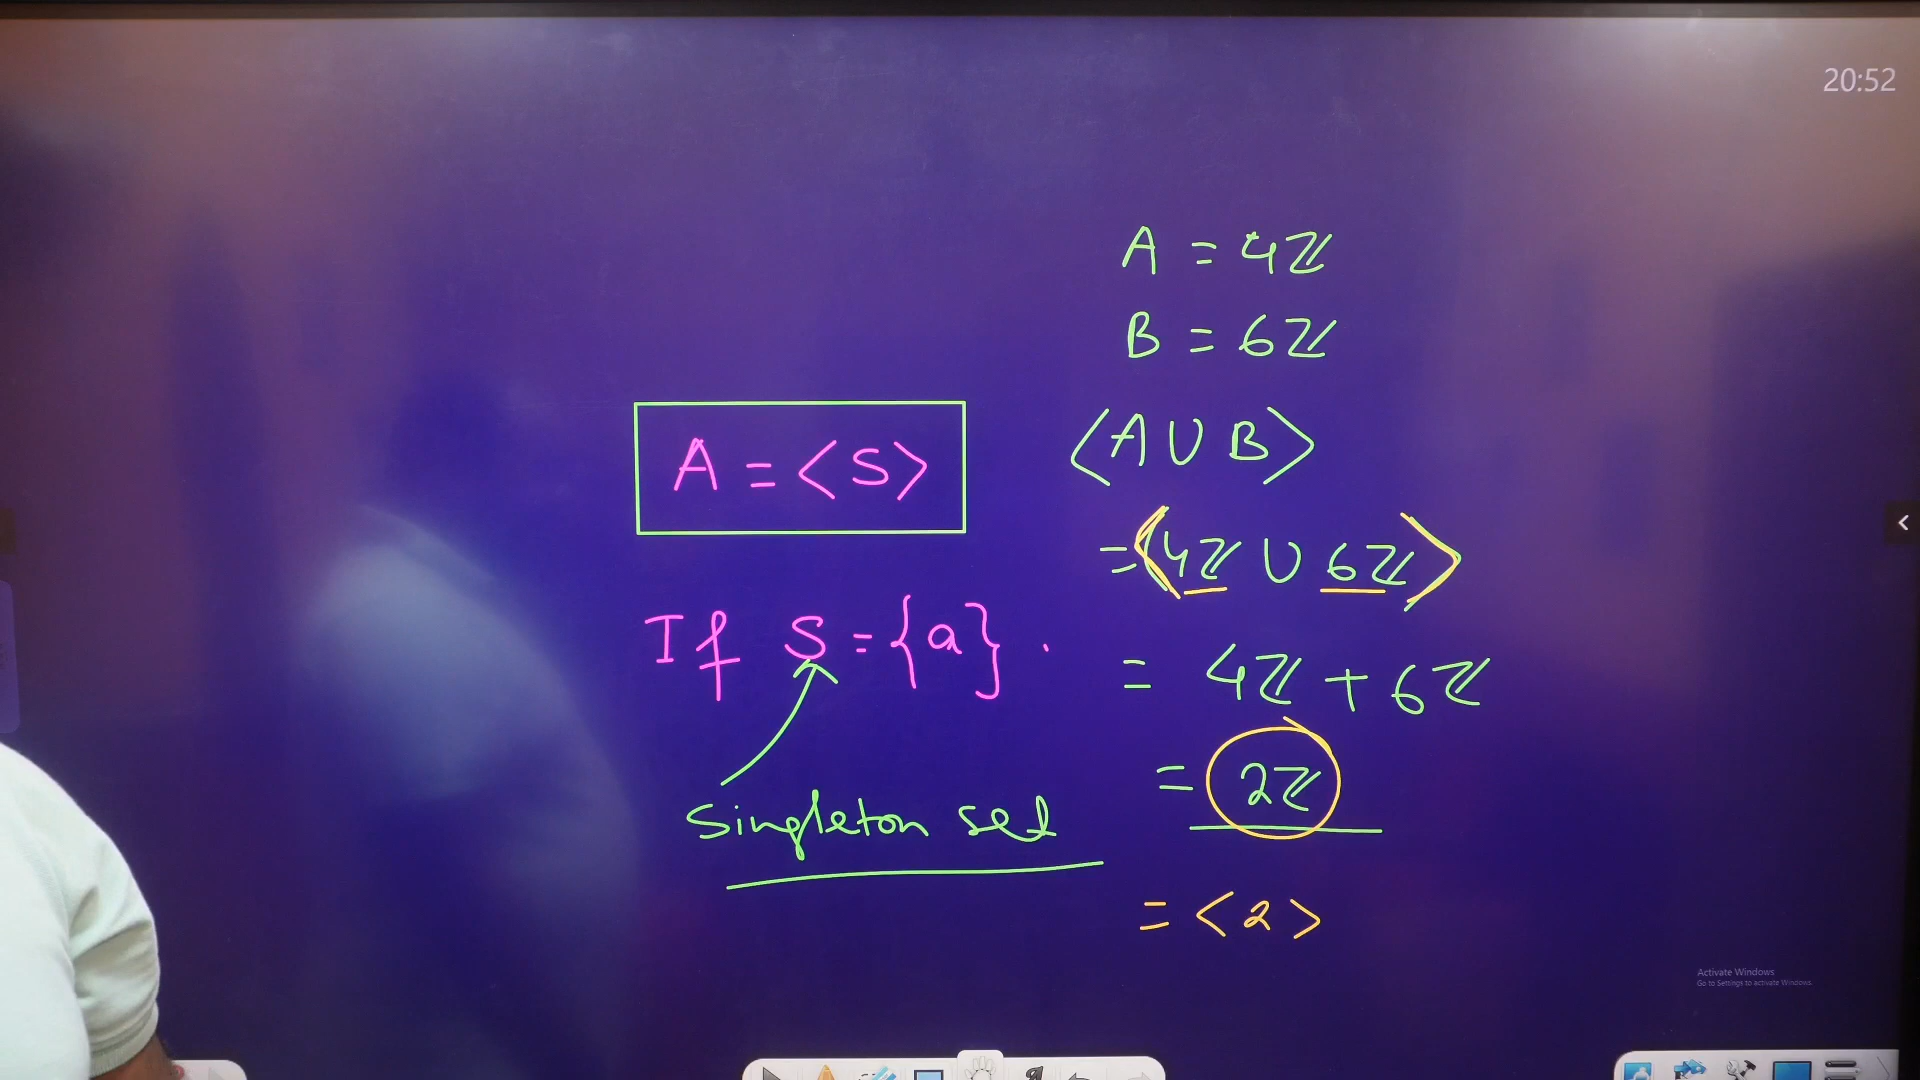 20:52
A = <S>
If S = {a} .
Singleton set
A = 4ℤ
B = 6ℤ
<A ∪ B>
= <4ℤ ∪ 6ℤ>
= 4ℤ + 6ℤ
= 2ℤ
= <2>
Activate Windows
Go to Settings to activate Windows.